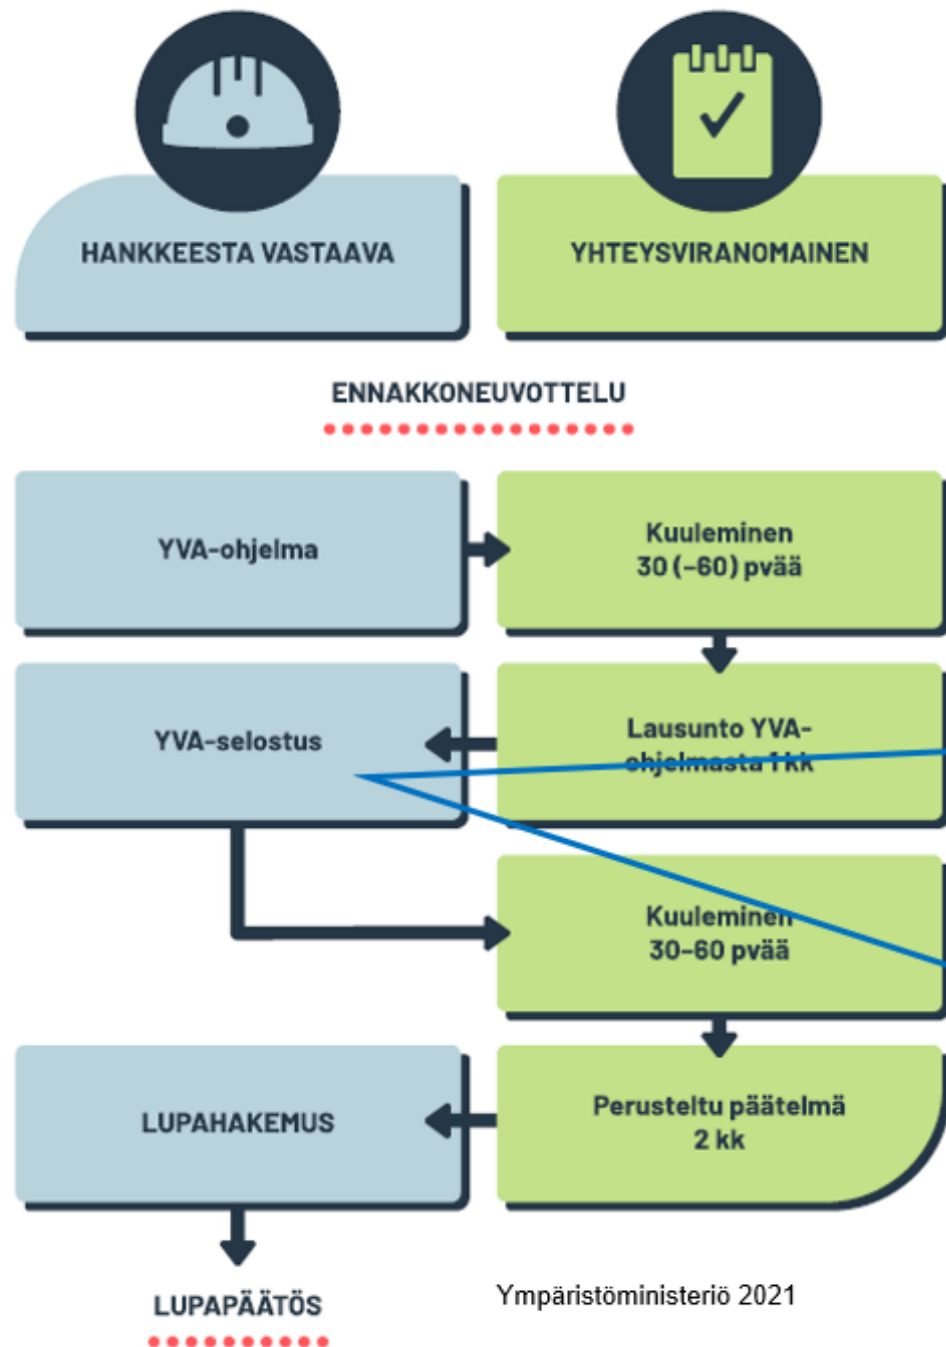 HANKKEESTA VASTAAVA
YHTEYSVIRANOMAINEN
ENNAKKONEUVOTTELU
YVA-ohjelma
Kuuleminen
30 (-60) pvää
YVA-selostus
Lausunto YVA-
ohjelmasta 1 kk
Kuuleminen
30-60 pvää
LUPAHAKEMUS
Perusteltu päätelmä
2 kk
LUPAPÄÄTÖS
Ympäristöministeriö 2021